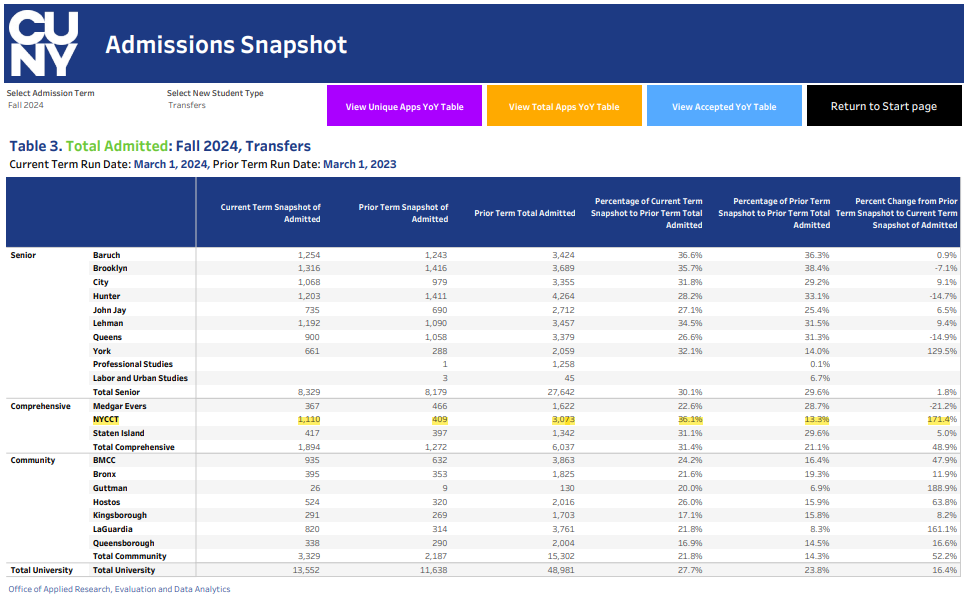 CU
NY
Admissions Snapshot
Select Admission Term
Fall 2024
Select New Student Type
Transfers
View Unique Apps YoY Table
View Total Apps YoY Table
View Accepted YoY Table
Return to Start page
Table 3. Total Admitted: Fall 2024, Transfers
Current Term Run Date: March 1, 2024, Prior Term Run Date: March 1, 2023
Current Term Snapshot of Admitted
Prior Term Snapshot of Admitted
Prior Term Total Admitted
Percentage of Current Term Snapshot to Prior Term Total Admitted
Percentage of Prior Term Snapshot to Prior Term Total Admitted
Percent Change from Prior Term Snapshot to Current Term Snapshot of Admitted
Senior Baruch 1,254 1,243 3,424 36.6% 36.3% 0.9%
Brooklyn 1,316 1,416 3,689 35.7% 38.4% -7.1%
City 1,068 979 3,355 31.8% 29.2% 9.1%
Hunter 1,203 1,411 4,264 28.2% 33.1% -14.7%
John Jay 735 690 2,712 27.1% 25.4% 6.5%
Lehman 1,192 1,090 3,457 34.5% 31.5% 9.4%
Queens 900 1,058 3,379 26.6% 31.3% -14.9%
York 661 288 2,059 32.1% 14.0% 129.5%
Professional Studies 1 1,258 0.1%
Labor and Urban Studies 3 45 6.7%
Total Senior 8,329 8,179 27,642 30.1% 29.6% 1.8%
Comprehensive Medgar Evers 367 466 1,622 22.6% 28.7% -21.2%
NYCCT 1,110 409 3,073 36.1% 13.3% 171.4%
Staten Island 417 397 1,342 31.1% 29.6% 5.0%
Total Comprehensive 1,894 1,272 6,037 31.4% 21.1% 48.9%
Community BMCC 935 632 3,863 24.2% 16.4% 47.9%
Bronx 395 353 1,825 21.6% 19.3% 11.9%
Guttman 26 9 130 20.0% 6.9% 188.9%
Hostos 524 320 2,016 26.0% 15.9% 63.8%
Kingsborough 291 269 1,703 17.1% 15.8% 8.2%
LaGuardia 820 314 3,761 21.8% 8.3% 161.1%
Queensborough 338 290 2,004 16.9% 14.5% 16.6%
Total Community 3,329 2,187 15,302 21.8% 14.3% 52.2%
Total University Total University 13,552 11,638 48,981 27.7% 23.8% 16.4%
Office of Applied Research, Evaluation and Data Analytics